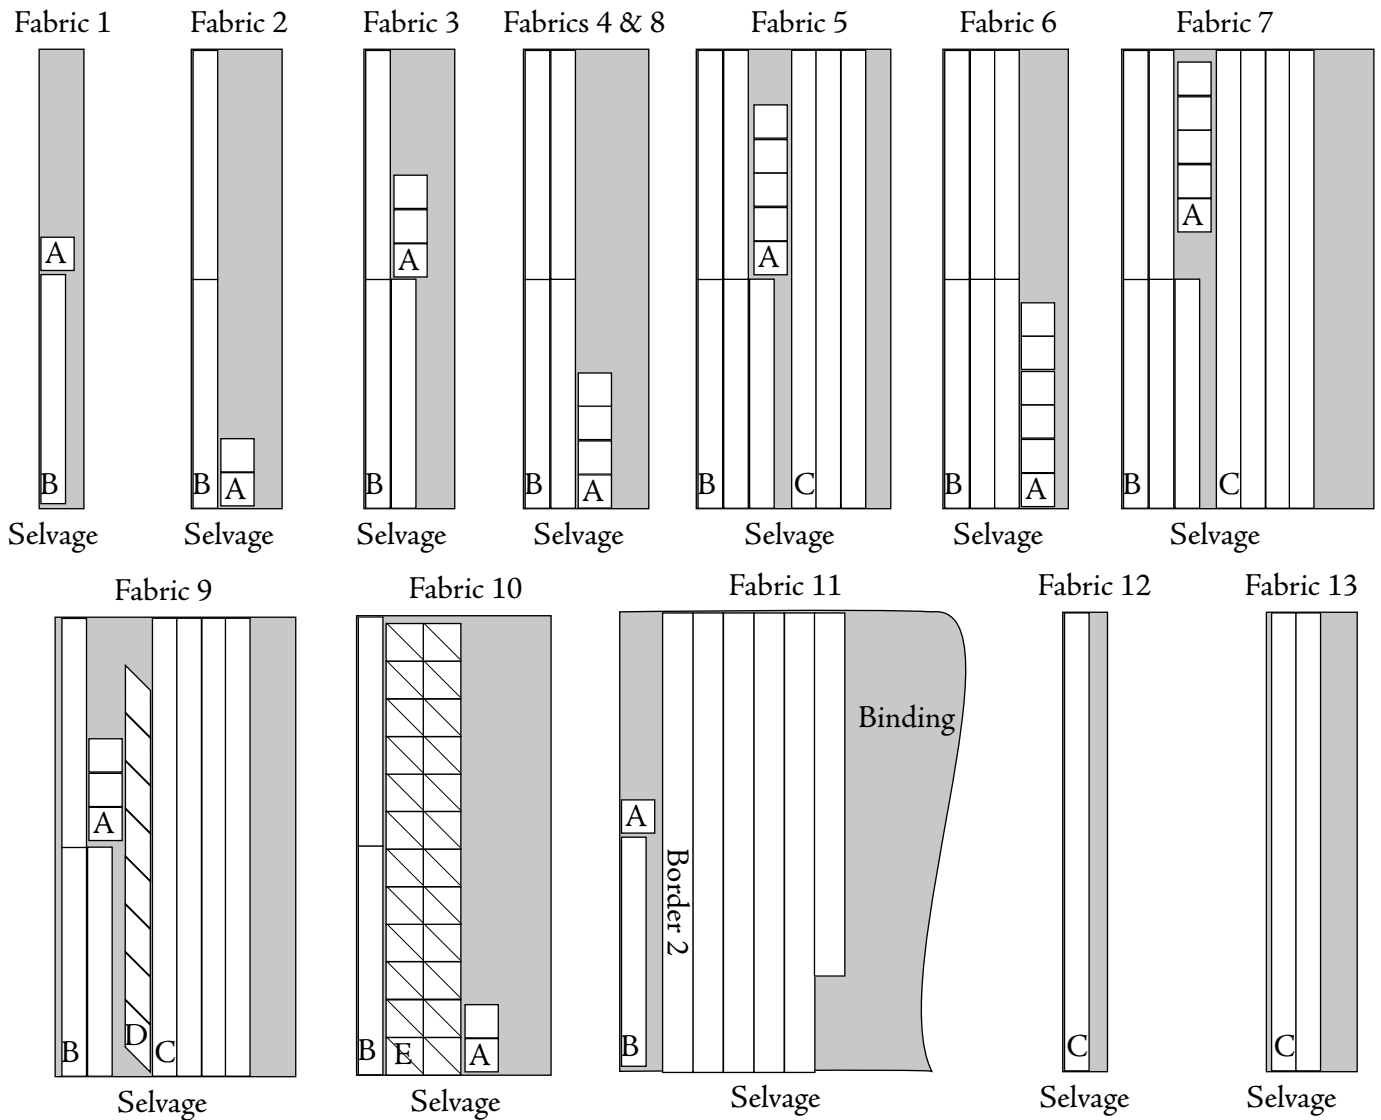 Fabric 1
Fabric 2
Fabric 3
Fabrics 4 & 8
Fabric 5
Fabric 6
Fabric 7
A
B
Selvage
B
A
Selvage
A
B
Selvage
B
A
Selvage
A
B
C
Selvage
B
A
Selvage
A
B
C
Selvage
Fabric 9
Fabric 10
Fabric 11
Fabric 12
Fabric 13
A
B
D
C
Selvage
B
E
A
Selvage
Binding
A
Border 2
B
Selvage
C
Selvage
C
Selvage